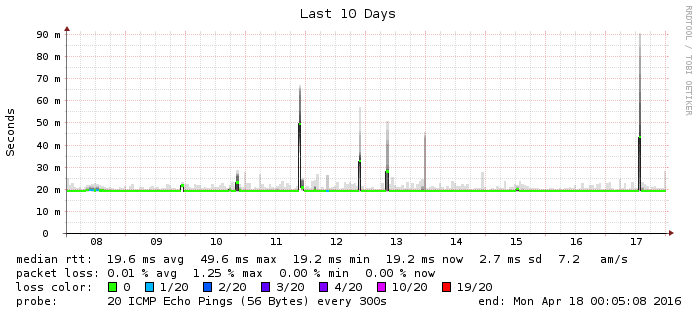 Last 10 Days
RRDTOOL / TOBI OETIKER
Seconds
90 m
80 m
70 m
60 m
50 m
40 m
30 m
20 m
10 m
0
08 09 10 11 12 13 14 15 16 17
median rtt: 19.6 ms avg 49.6 ms max 19.2 ms min 19.2 ms now 2.7 ms sd 7.2 am/s
packet loss: 0.01 % avg 1.25 % max 0.00 % min 0.00 % now
loss color: 0 1/20 2/20 3/20 4/20 10/20 19/20
probe: 20 ICMP Echo Pings (56 Bytes) every 300s end: Mon Apr 18 00:05:08 2016